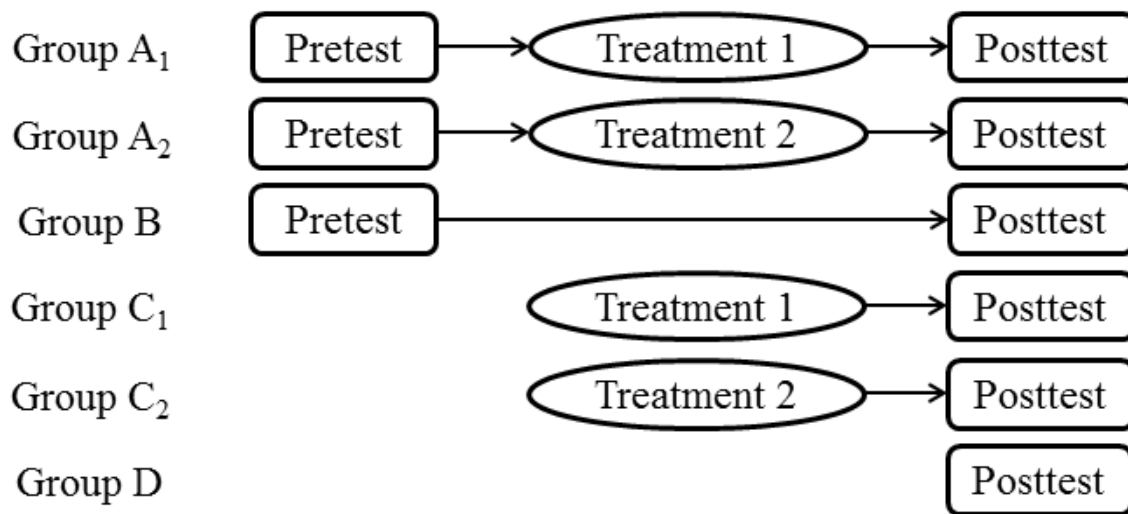 Group A₁ Pretest Treatment 1 Posttest
Group A₂ Pretest Treatment 2 Posttest
Group B Pretest Posttest
Group C₁ Treatment 1 Posttest
Group C₂ Treatment 2 Posttest
Group D Posttest